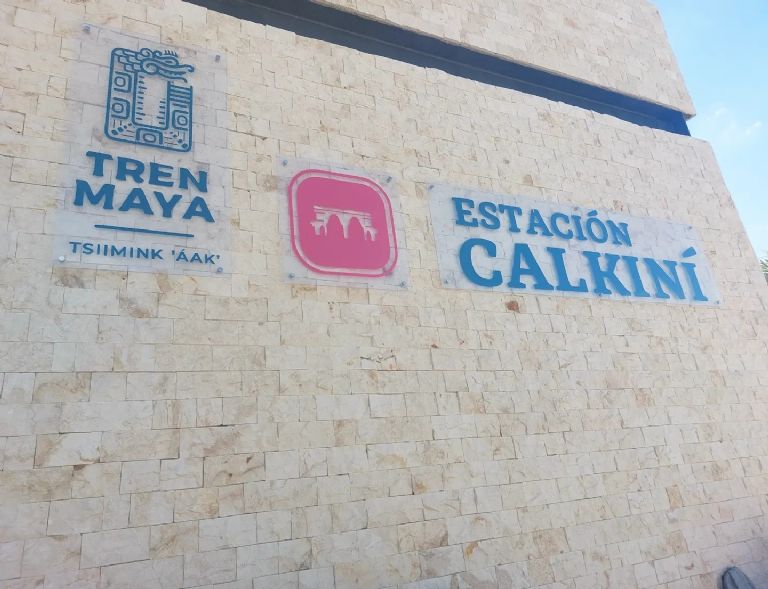 TREN
MAYA
TSIIMINK 'ÁAK'
ESTACIÓN
CALKINÍ